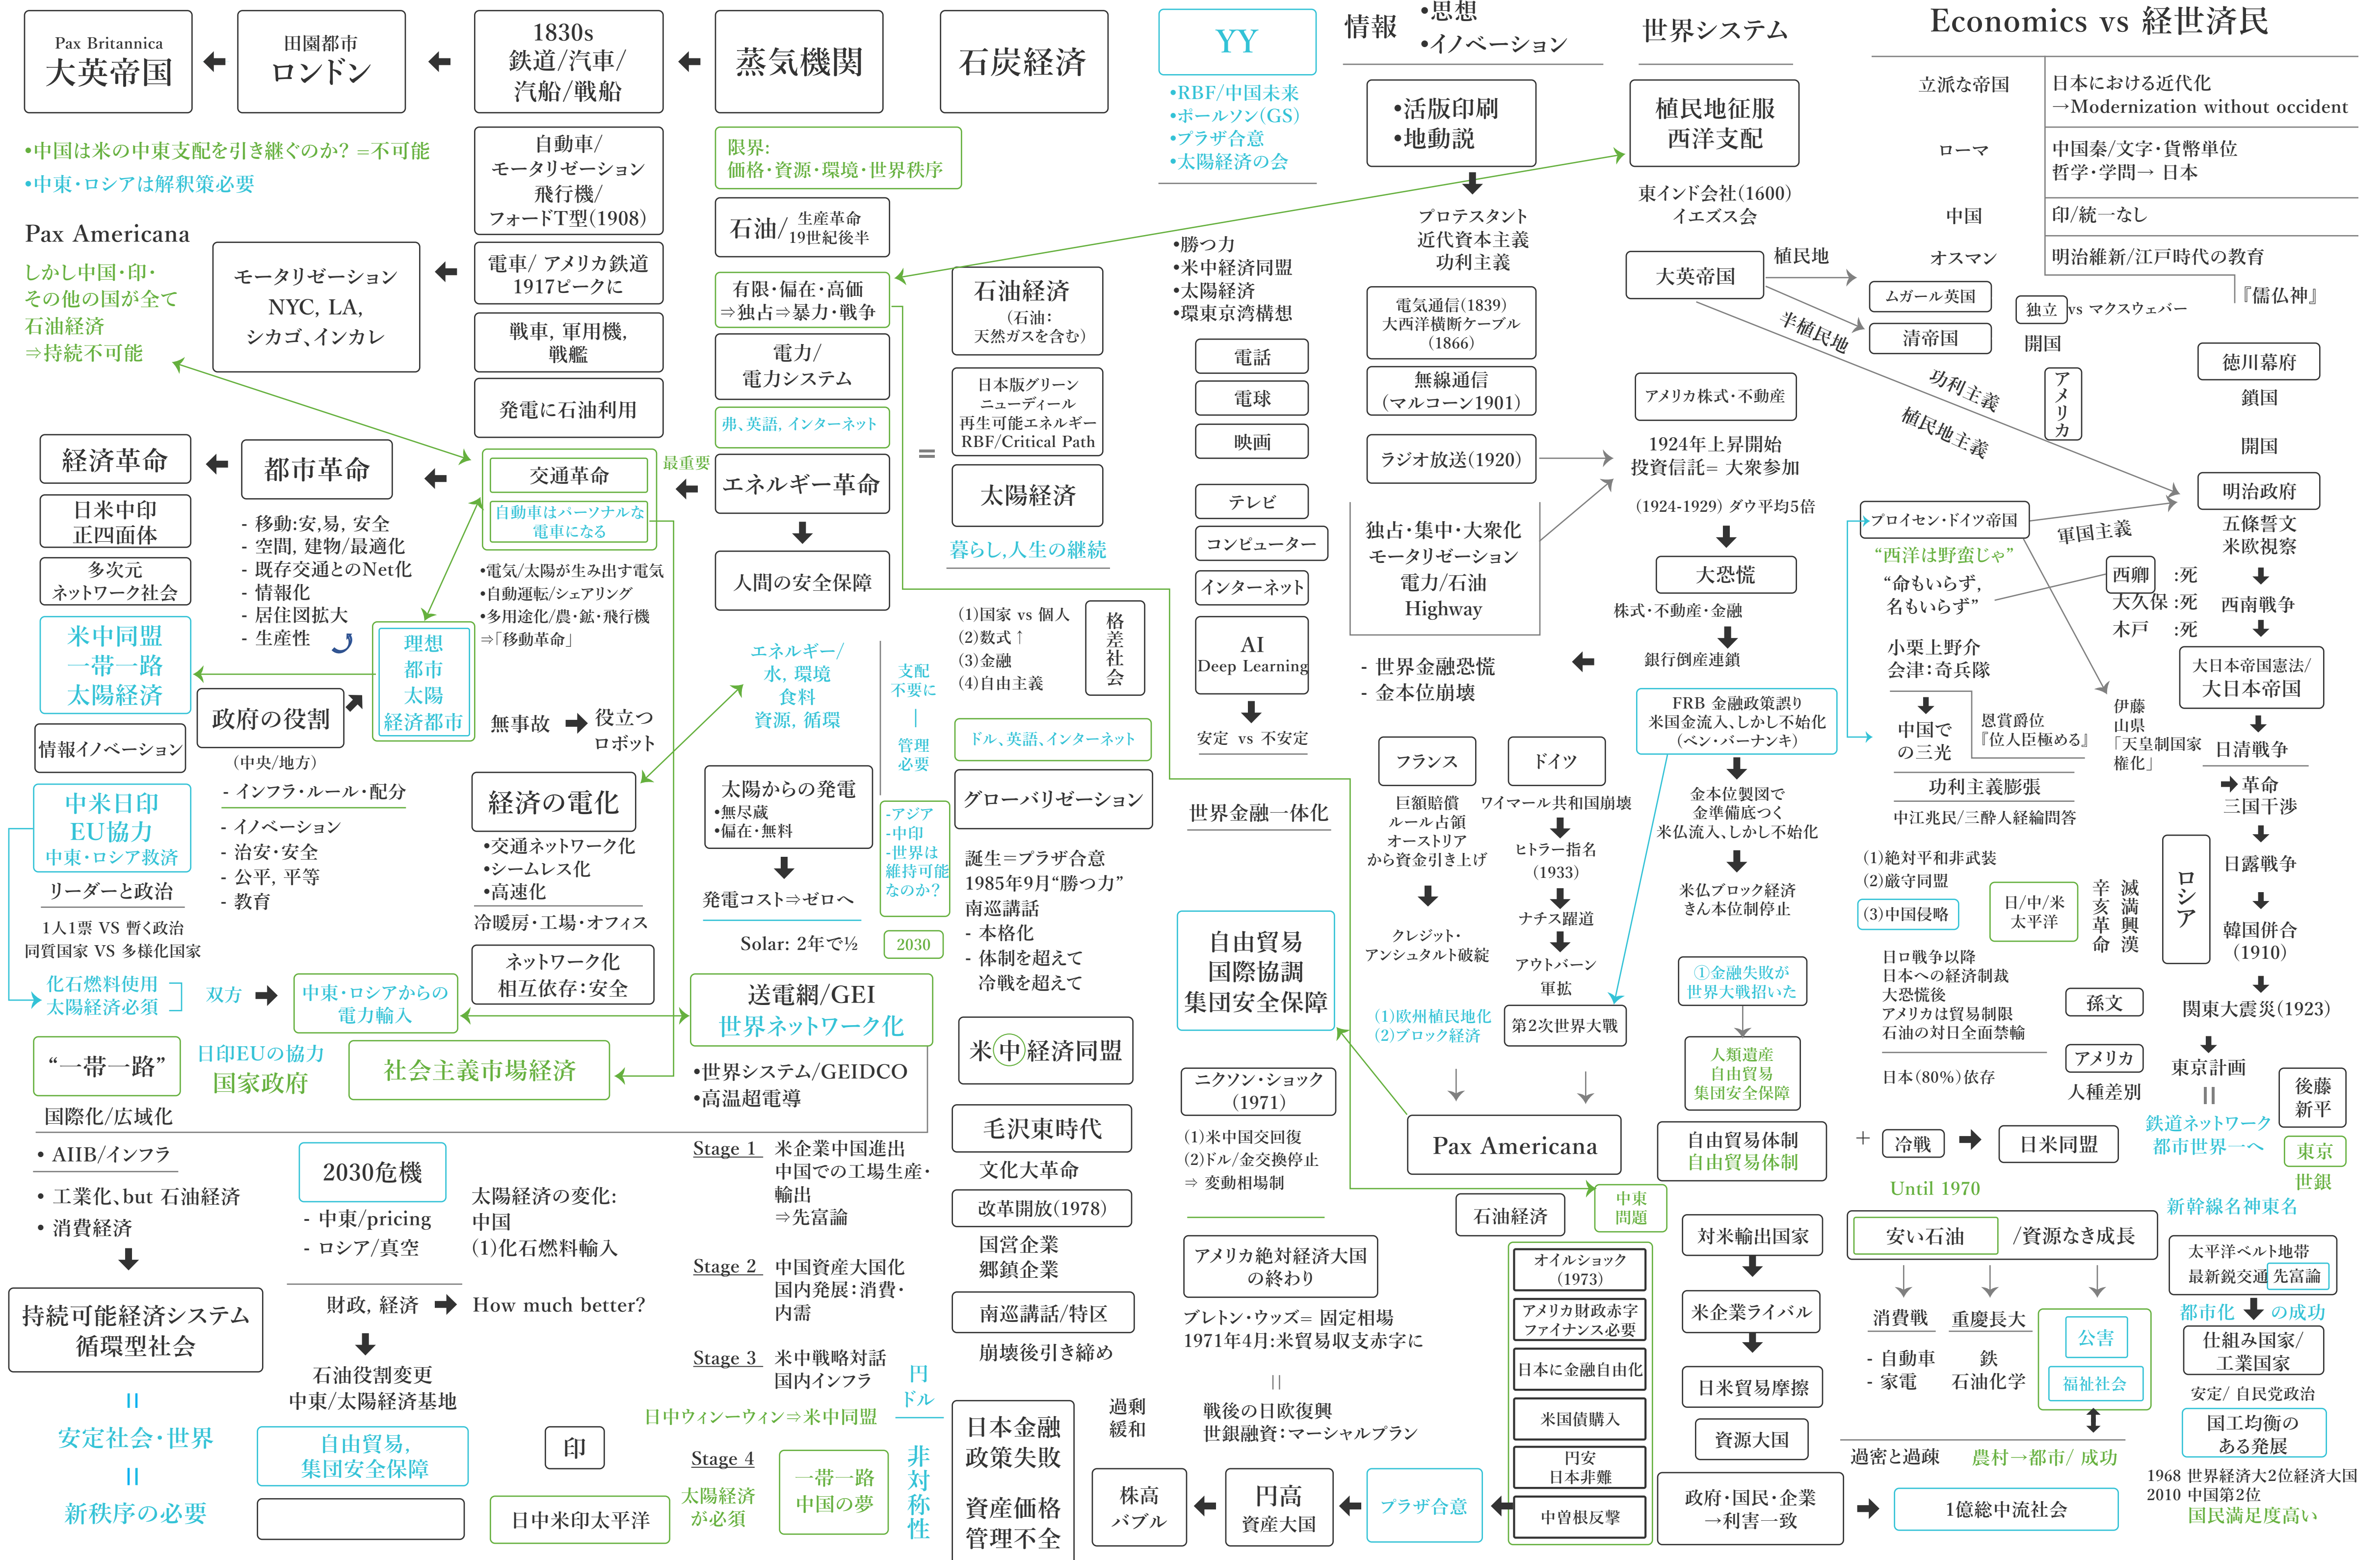 Pax Britannica
大英帝国
田園都市
ロンドン
1830s
鉄道/汽車/
汽船/戦船
蒸気機関
石炭経済
•中国は米の中東支配を引き継ぐのか? =不可能
•中東・ロシアは解釈策必要
Pax Americana
しかし中国・印・
その他の国が全て
石油経済
⇒持続不可能
モータリゼーション
NYC, LA,
シカゴ、インカレ
自動車/
モータリゼーション
飛行機/
フォードT型(1908)
電車/ アメリカ鉄道
1917ピークに
戦車, 軍用機,
戦艦
発電に石油利用
限界:
価格・資源・環境・世界秩序
石油/
生産革命
19世紀後半
有限・偏在・高価
⇒独占⇒暴力・戦争
電力/
電力システム
弗、英語, インターネット
エネルギー革命
人間の安全保障
石油経済
(石油:
天然ガスを含む)
日本版グリーン
ニューディール
再生可能エネルギー
RBF/Critical Path
=
太陽経済
暮らし,人生の継続
経済革命
都市革命
交通革命
自動車はパーソナルな
電車になる
最重要
日米中印
正四面体
多次元
ネットワーク社会
米中同盟
一帯一路
太陽経済
情報イノベーション
中米日印
EU協力
中東・ロシア救済
リーダーと政治
1人1票 VS 暫く政治
同質国家 VS 多様化国家
化石燃料使用
太陽経済必須
双方
中東・ロシアからの
電力輸入
- 移動:安,易, 安全
- 空間, 建物/最適化
- 既存交通とのNet化
- 情報化
- 居住図拡大
- 生産性
理想
都市
太陽
経済都市
•電気/太陽が生み出す電気
•自動運転/シェアリング
•多用途化/農・鉱・飛行機
⇒「移動革命」
無事故
役立つ
ロボット
政府の役割
(中央/地方)
- インフラ・ルール・配分
- イノベーション
- 治安・安全
- 公平, 平等
- 教育
経済の電化
•交通ネットワーク化
•シームレス化
•高速化
冷暖房・工場・オフィス
ネットワーク化
相互依存:安全
エネルギー/
水, 環境
食料
資源, 循環
支配
不要に
|
管理
必要
太陽からの発電
•無尽蔵
•偏在・無料
発電コスト⇒ゼロへ
Solar: 2年で½
-アジア
-中印
-世界は
維持可能
なのか?
2030
送電網/GEI
世界ネットワーク化
•世界システム/GEIDCO
•高温超電導
(1)国家 vs 個人
(2)数式↑
(3)金融
(4)自由主義
格差社会
ドル、英語、インターネット
グローバリゼーション
誕生=プラザ合意
1985年9月“勝つ力”
南巡講話
- 本格化
- 体制を超えて
冷戦を超えて
米中経済同盟
毛沢東時代
文化大革命
改革開放(1978)
国営企業
郷鎮企業
南巡講話/特区
崩壊後引き締め
“一帯一路”
日印EUの協力
国家政府
社会主義市場経済
国際化/広域化
• AIIB/インフラ
• 工業化、but 石油経済
• 消費経済
持続可能経済システム
循環型社会
=
安定社会・世界
=
新秩序の必要
2030危機
- 中東/pricing
- ロシア/真空
太陽経済の変化:
中国
(1)化石燃料輸入
財政, 経済
How much better?
石油役割変更
中東/太陽経済基地
自由貿易,
集団安全保障
印
日中米印太平洋
Stage 1
米企業中国進出
中国での工場生産・
輸出
⇒先富論
Stage 2
中国資産大国化
国内発展:消費・
内需
Stage 3
米中戦略対話
国内インフラ
日中ウィンーウィン⇒米中同盟
Stage 4
太陽経済
が必須
一帯一路
中国の夢
円
ドル
非対称性
日本金融
政策失敗
資産価格
管理不全
過剰
緩和
株高
バブル
円高
資産大国
プラザ合意
YY
•RBF/中国未来
•ポールソン(GS)
•プラザ合意
•太陽経済の会
•勝つ力
•米中経済同盟
•太陽経済
•環東京湾構想
電話
電球
映画
テレビ
コンピューター
インターネット
AI
Deep Learning
安定 vs 不安定
世界金融一体化
自由貿易
国際協調
集団安全保障
ニクソン・ショック
(1971)
(1)米中国交回復
(2)ドル/金交換停止
⇒ 変動相場制
アメリカ絶対経済大国
の終わり
ブレトン・ウッズ= 固定相場
1971年4月:米貿易収支赤字に
=
戦後の日欧復興
世銀融資:マーシャルプラン
情報
•思想
•イノベーション
•活版印刷
•地動説
プロテスタント
近代資本主義
功利主義
電気通信(1839)
大西洋横断ケーブル
(1866)
無線通信
(マルコーン1901)
ラジオ放送(1920)
独占・集中・大衆化
モータリゼーション
電力/石油
Highway
- 世界金融恐慌
- 金本位崩壊
フランス
ドイツ
巨額賠償
ルール占領
オーストリア
から資金引き上げ
クレジット・
アンシュタルト破綻
ワイマール共和国崩壊
ヒトラー指名
(1933)
ナチス躍進
アウトバーン
軍拡
(1)欧州植民地化
(2)ブロック経済
第2次世界大戦
Pax Americana
石油経済
中東
問題
オイルショック
(1973)
アメリカ財政赤字
ファイナンス必要
日本に金融自由化
米国債購入
円安
日本非難
中曽根反撃
世界システム
植民地征服
西洋支配
東インド会社(1600)
イエズス会
大英帝国
植民地
半植民地
功利主義
植民地主義
アメリカ株式・不動産
1924年上昇開始
投資信託= 大衆参加
(1924-1929) ダウ平均5倍
大恐慌
株式・不動産・金融
銀行倒産連鎖
FRB 金融政策誤り
米国金流入、しかし不始化
(ベン・バーナンキ)
金本位製図で
金準備底つく
米仏流入、しかし不始化
米仏ブロック経済
きん本位制停止
①金融失敗が
世界大戦招いた
人類遺産
自由貿易
集団安全保障
自由貿易体制
自由貿易体制
対米輸出国家
米企業ライバル
日米貿易摩擦
資源大国
政府・国民・企業
→利害一致
1億総中流社会
Economics vs 経世済民
立派な帝国
ローマ
中国
オスマン
日本における近代化
→Modernization without occident
中国秦/文字・貨幣単位
哲学・学問→ 日本
印/統一なし
明治維新/江戸時代の教育
『儒仏神』
ムガール英国
清帝国
独立
vs マクスウェバー
開国
アメリカ
徳川幕府
鎖国
開国
明治政府
五條誓文
米欧視察
プロイセン・ドイツ帝国
軍国主義
“西洋は野蛮じゃ”
“命もいらず,
名もいらず”
西郷 :死
大久保 :死
木戸 :死
西南戦争
小栗上野介
会津:奇兵隊
中国で
の三光
恩賞爵位
『位人臣極める』
伊藤
山県
「天皇制国家
権化」
大日本帝国憲法/
大日本帝国
日清戦争
革命
三国干渉
功利主義膨張
中江兆民/三酔人経綸問答
(1)絶対平和非武装
(2)厳守同盟
(3)中国侵略
日/中/米
太平洋
辛亥革命
滅満興漢
ロシア
日露戦争
韓国併合
(1910)
日ロ戦争以降
日本への経済制裁
大恐慌後
アメリカは貿易制限
石油の対日全面禁輸
日本(80%)依存
孫文
アメリカ
人種差別
関東大震災(1923)
東京計画
=
鉄道ネットワーク
都市世界一へ
後藤
新平
東京
世銀
+
冷戦
日米同盟
Until 1970
新幹線名神東名
安い石油
/資源なき成長
消費戦
- 自動車
- 家電
重慶長大
鉄
石油化学
公害
福祉社会
過密と過疎
農村→都市/ 成功
太平洋ベルト地帯
最新鋭交通 先富論
都市化
の成功
仕組み国家/
工業国家
安定/ 自民党政治
国工均衡の
ある発展
1968 世界経済大2位経済大国
2010 中国第2位
国民満足度高い